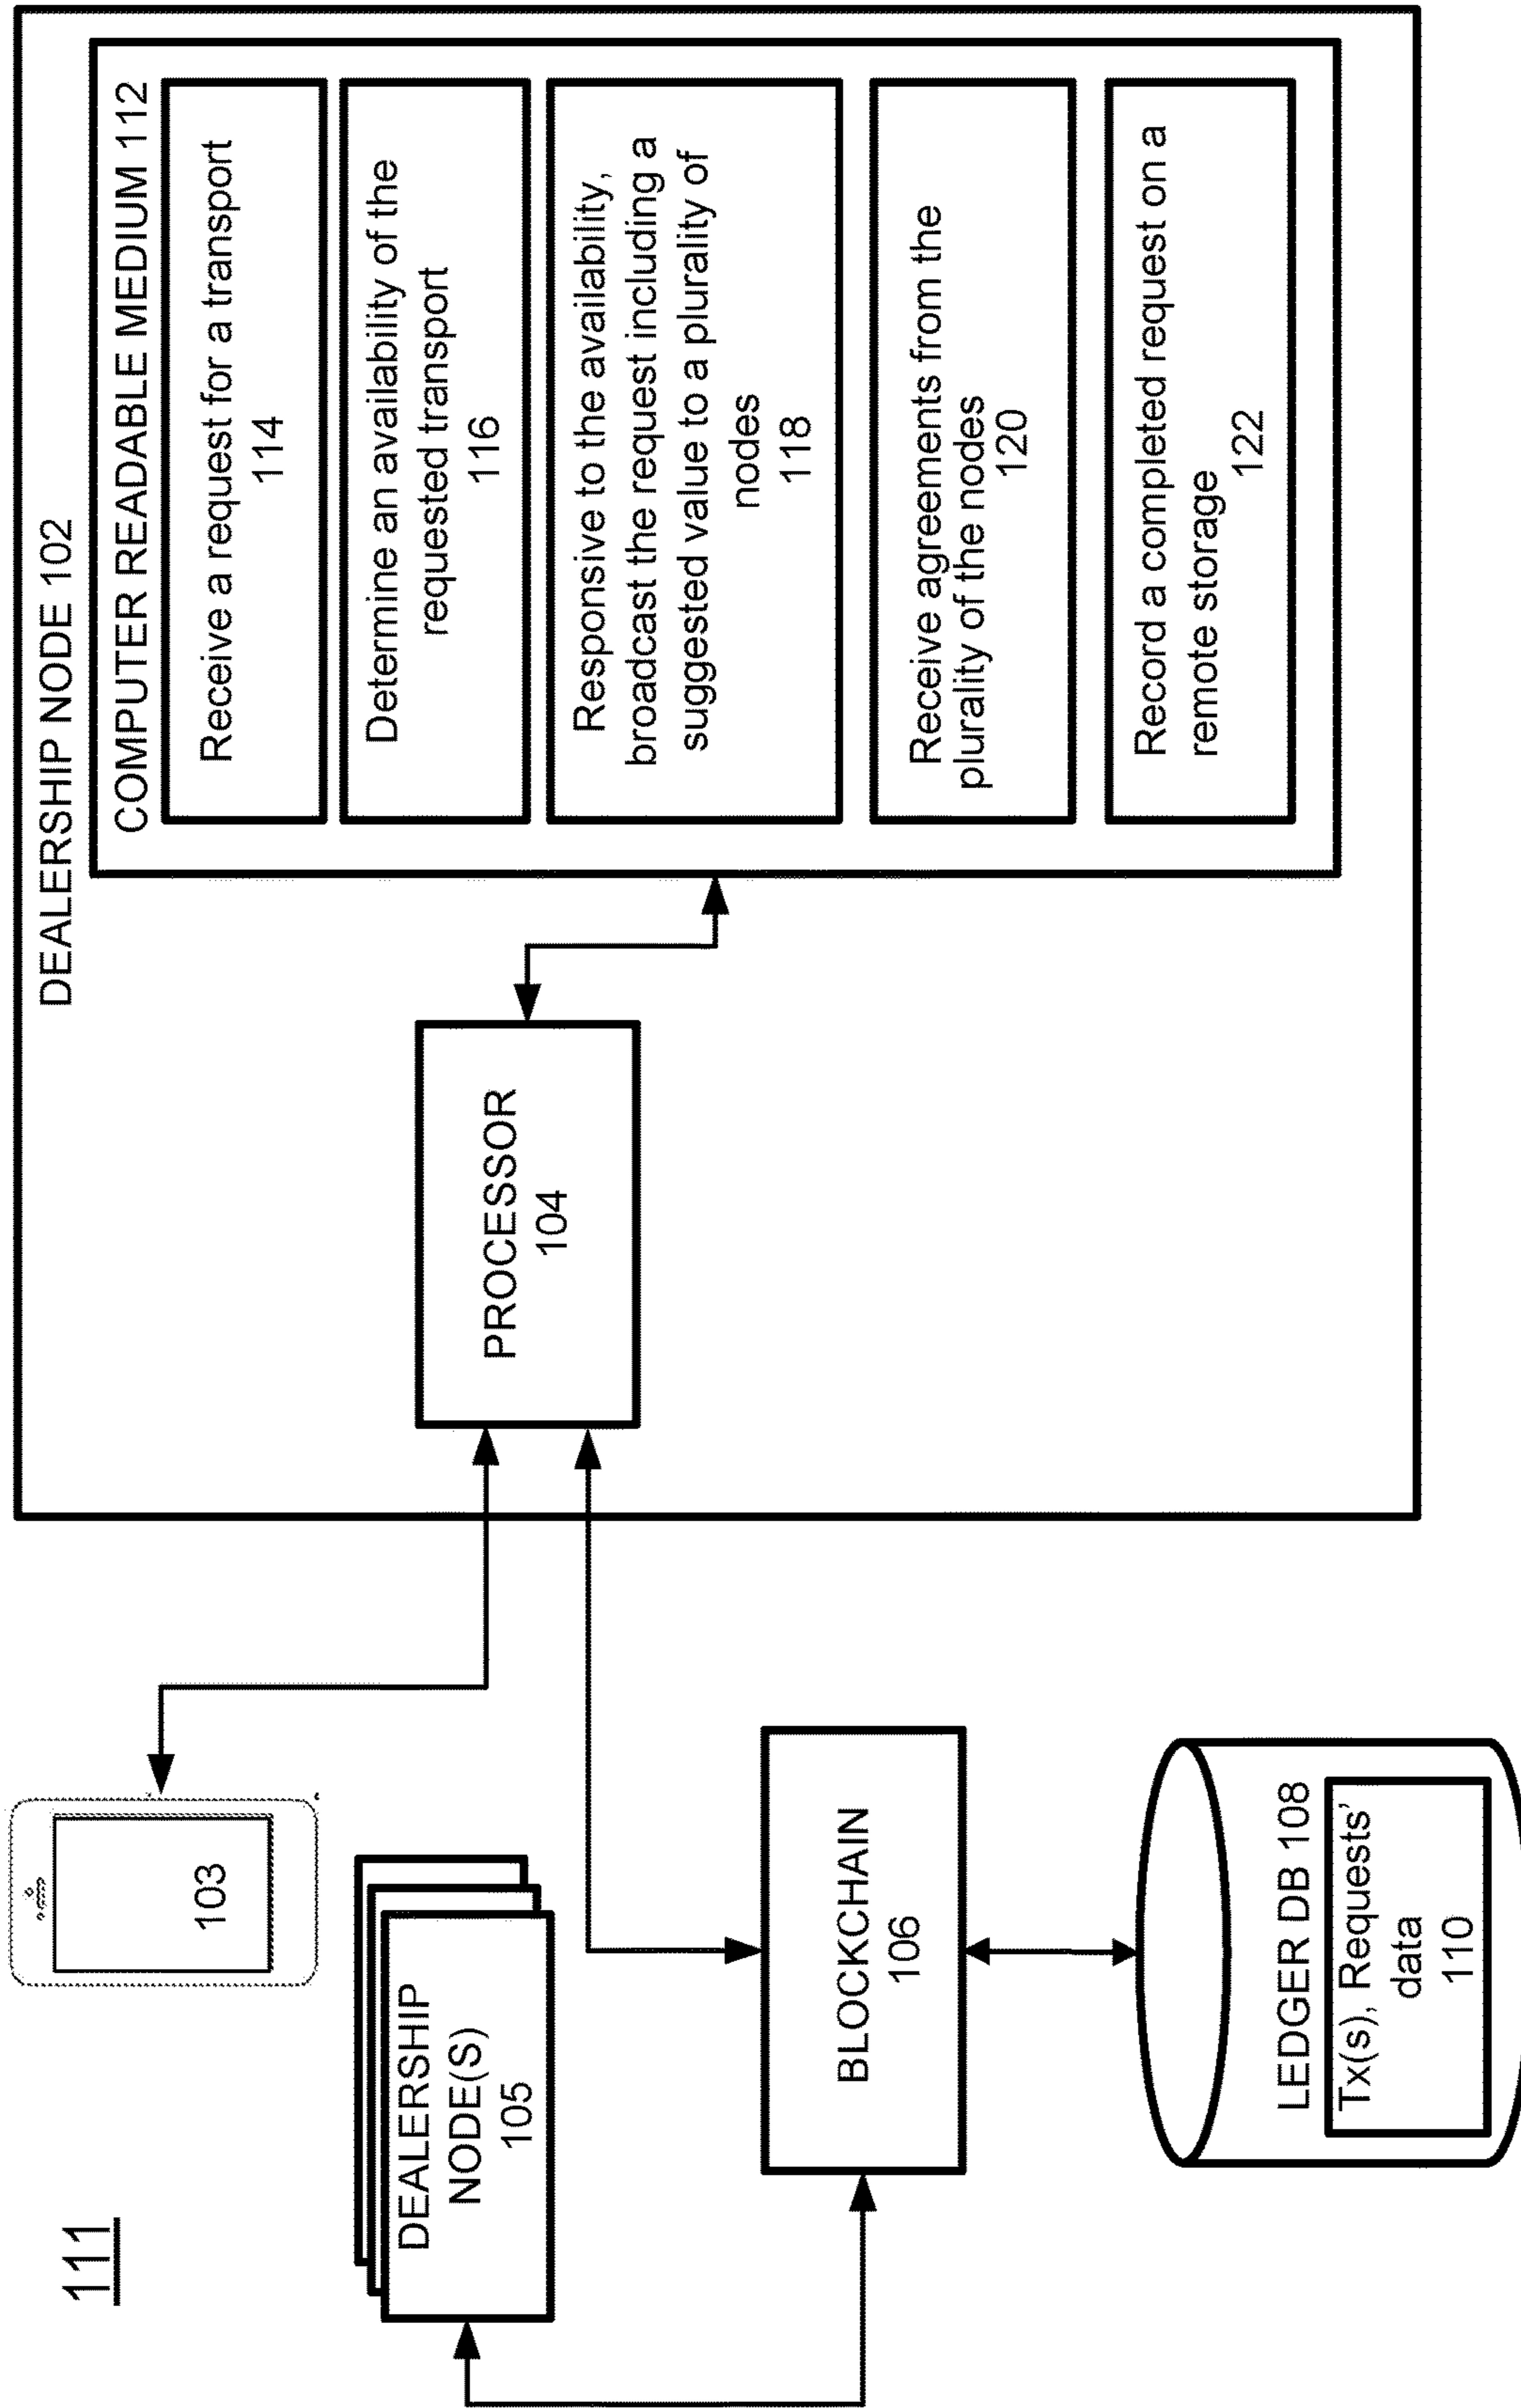 111
103
DEALERSHIP
NODE(S)
105
BLOCKCHAIN
106
LEDGER DB 108
Tx(s), Requests’
data
110
DEALERSHIP NODE 102
PROCESSOR
104
COMPUTER READABLE MEDIUM 112
Receive a request for a transport
114
Determine an availability of the
requested transport
116
Responsive to the availability,
broadcast the request including a
suggested value to a plurality of
nodes
118
Receive agreements from the
plurality of the nodes
120
Record a completed request on a
remote storage
122